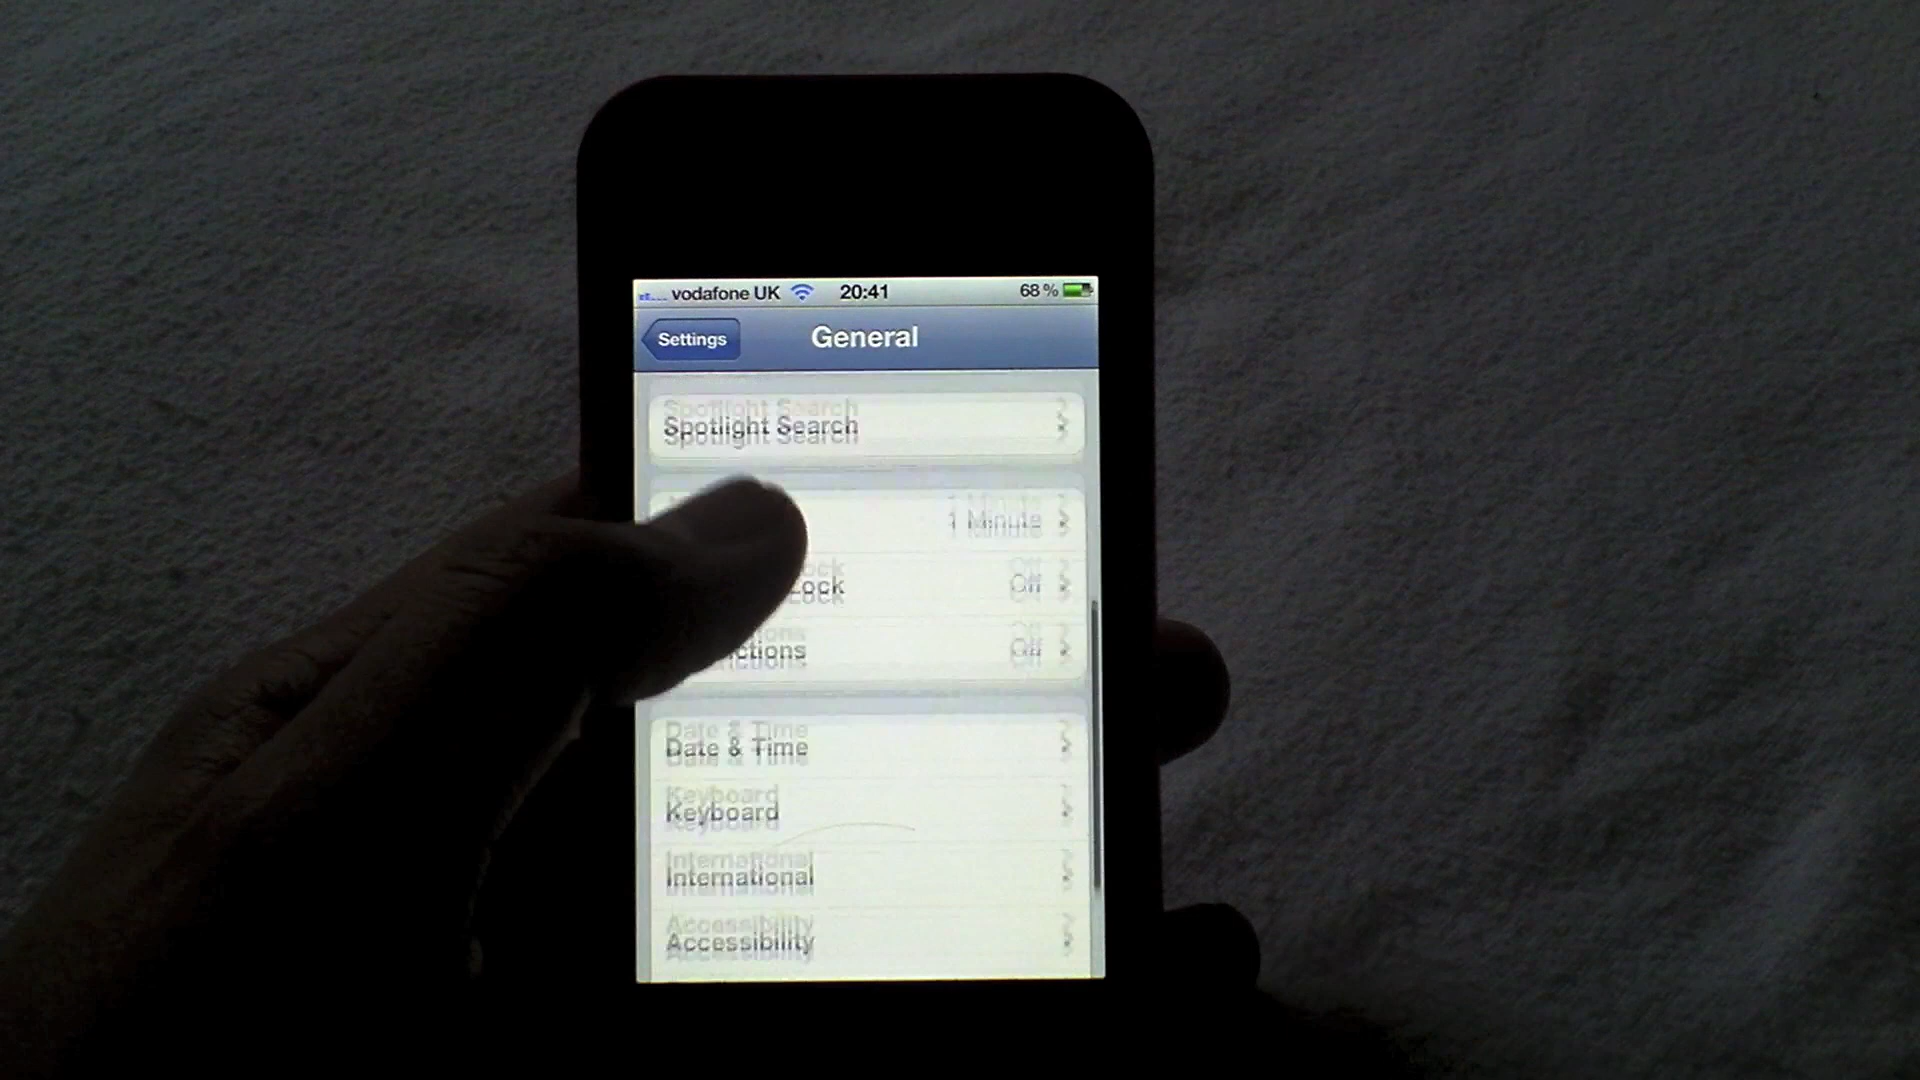 vodafone UK 20:41 68 %
Settings General
Spotlight Search
1 Minute
Lock Off
ctions Off
Date & Time
Keyboard
International
Accessibility